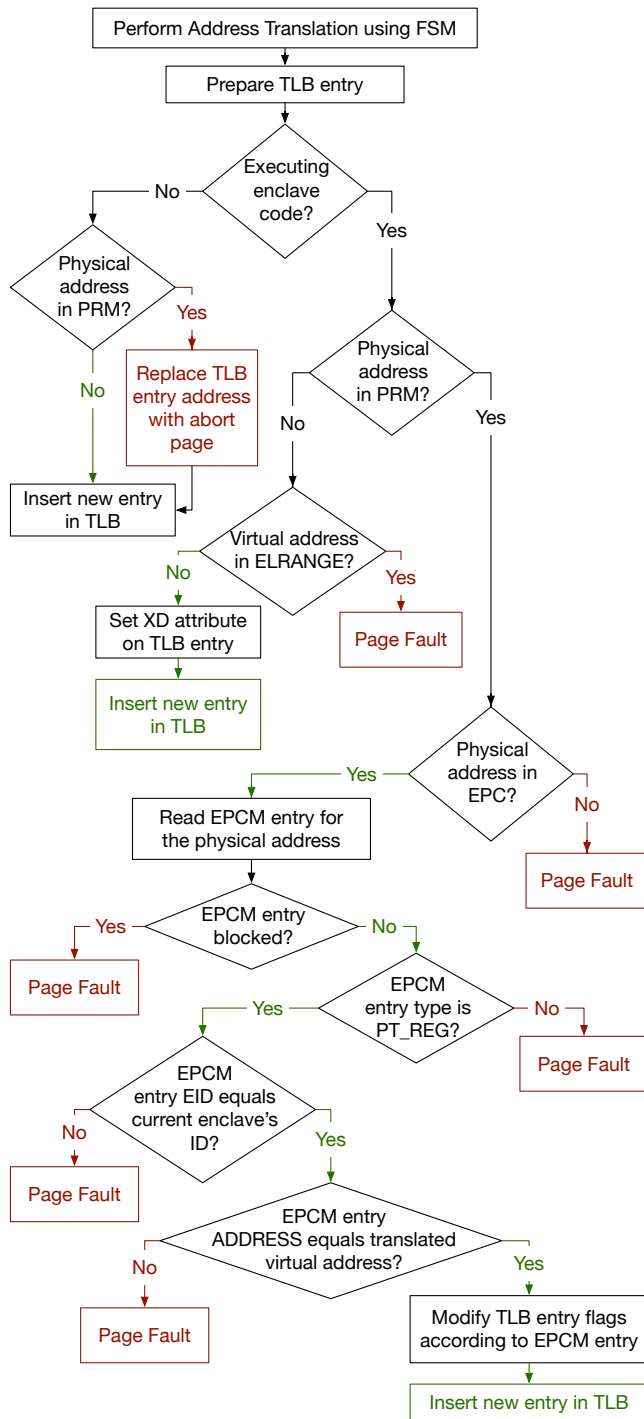 Perform Address Translation using FSM
Prepare TLB entry
Executing
enclave
code?
No
Yes
Physical
address
in PRM?
Yes
No
Replace TLB
entry address
with abort
page
Insert new entry
in TLB
Physical
address
in PRM?
No
Yes
Virtual address
in ELRANGE?
No
Yes
Set XD attribute
on TLB entry
Page Fault
Insert new entry
in TLB
Physical
address in
EPC?
Yes
No
Read EPCM entry for
the physical address
Page Fault
EPCM entry
blocked?
Yes
No
Page Fault
EPCM
entry type is
PT_REG?
Yes
No
Page Fault
EPCM
entry EID equals
current enclave's
ID?
No
Yes
Page Fault
EPCM entry
ADDRESS equals translated
virtual address?
No
Yes
Page Fault
Modify TLB entry flags
according to EPCM entry
Insert new entry in TLB